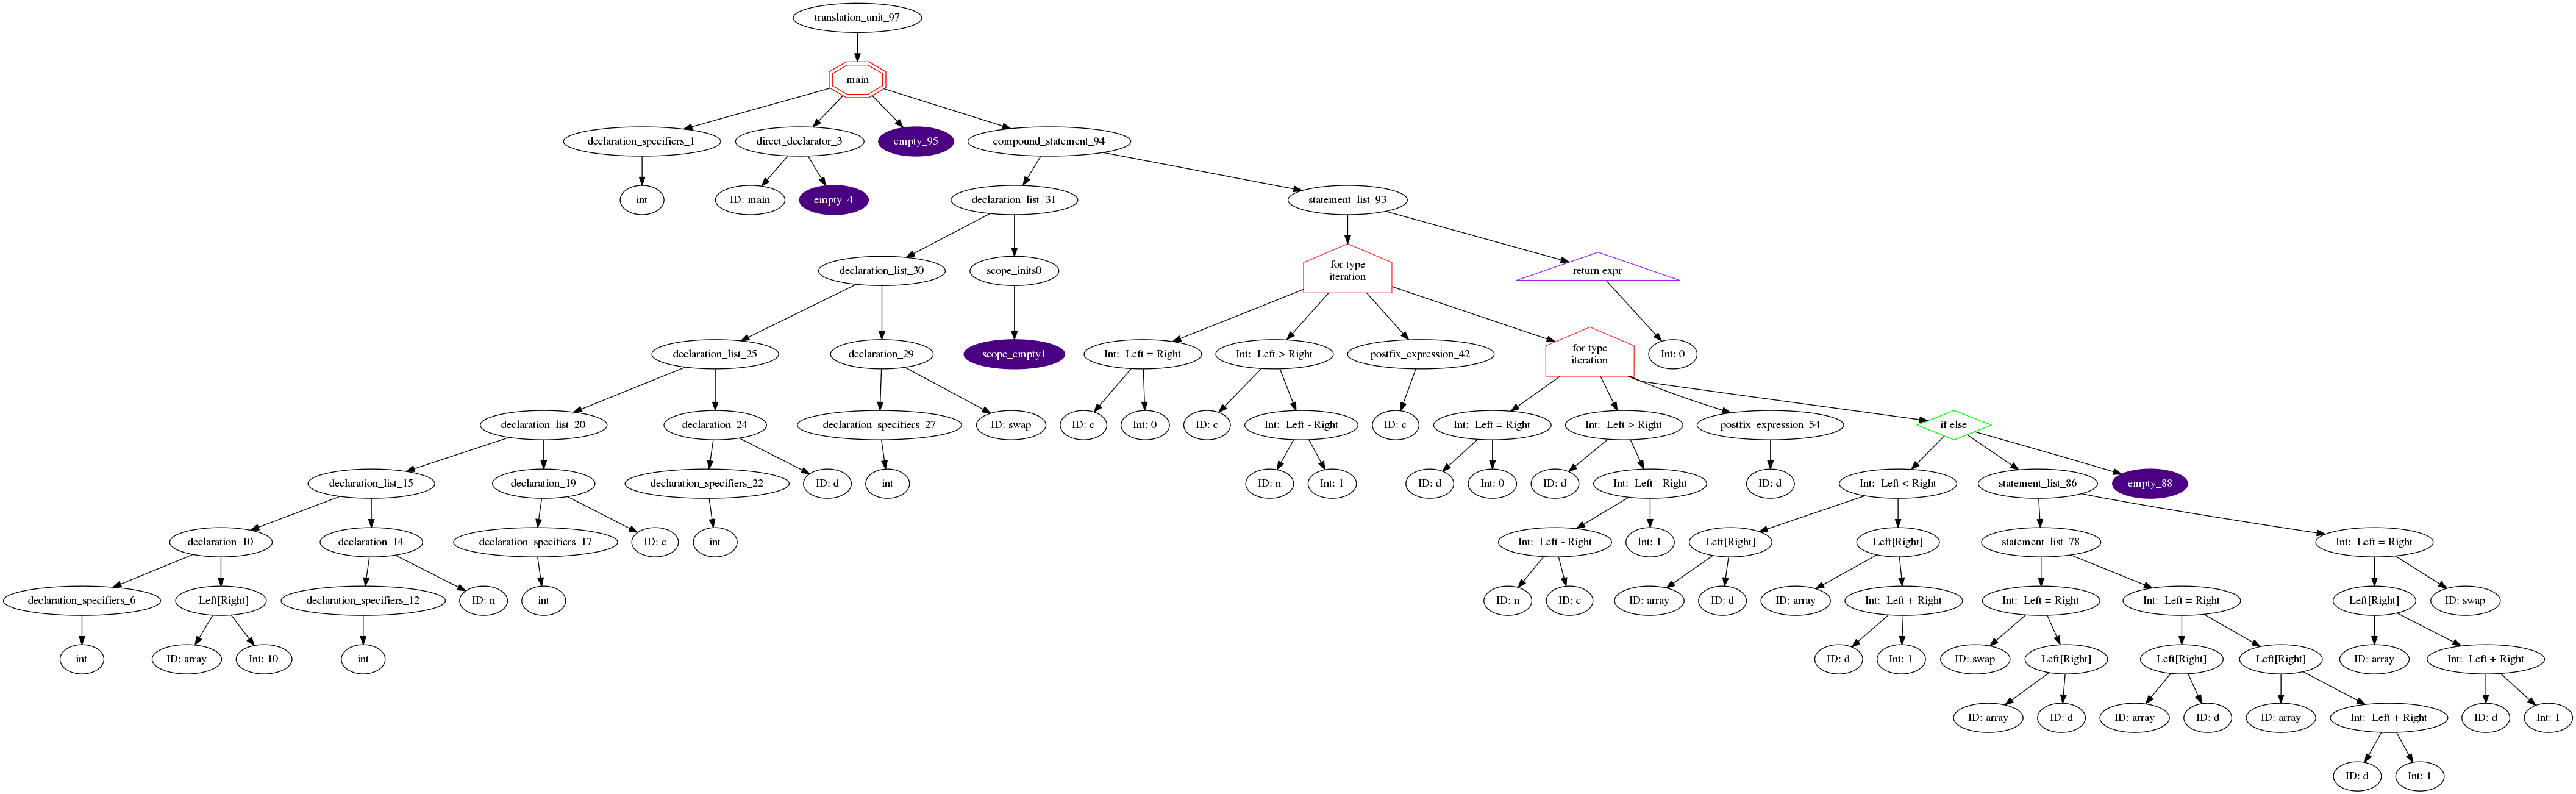 translation_unit_97
main
declaration_specifiers_1
direct_declarator_3
empty_95
compound_statement_94
int
ID: main
empty_4
declaration_list_31
statement_list_93
declaration_list_30
scope_inits0
for type
iteration
return expr
declaration_list_25
declaration_29
scope_empty1
Int: Left = Right
Int: Left > Right
postfix_expression_42
for type
iteration
Int: 0
declaration_list_20
declaration_24
declaration_specifiers_27
ID: swap
ID: c
Int: 0
ID: c
Int: Left - Right
ID: c
Int: Left = Right
Int: Left > Right
postfix_expression_54
if else
declaration_list_15
declaration_19
declaration_specifiers_22
ID: d
int
ID: n
Int: 1
ID: d
Int: 0
ID: d
Int: Left - Right
ID: d
Int: Left < Right
statement_list_86
empty_88
declaration_10
declaration_14
declaration_specifiers_17
ID: c
int
Int: Left - Right
Int: 1
Left[Right]
Left[Right]
statement_list_78
Int: Left = Right
declaration_specifiers_6
Left[Right]
declaration_specifiers_12
ID: n
int
ID: n
ID: c
ID: array
ID: d
ID: array
Int: Left + Right
Int: Left = Right
Int: Left = Right
Left[Right]
ID: swap
int
ID: array
Int: 10
int
ID: d
Int: 1
ID: swap
Left[Right]
Left[Right]
Left[Right]
ID: array
Int: Left + Right
ID: array
ID: d
ID: array
ID: d
ID: array
Int: Left + Right
ID: d
Int: 1
ID: d
Int: 1